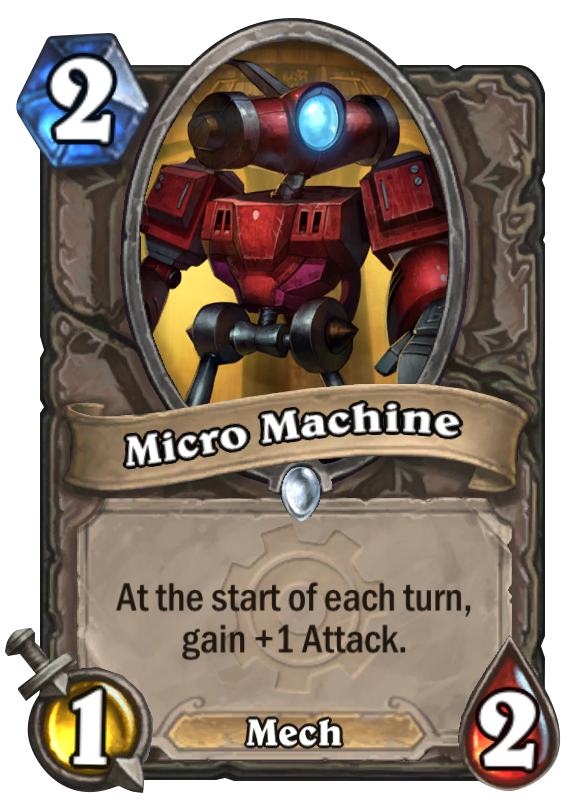 2
Micro Machine
At the start of each turn,
gain +1 Attack.
1
Mech
2